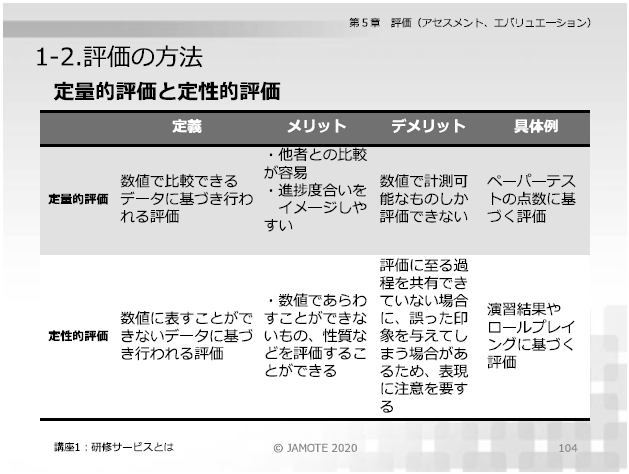 第５章　評価（アセスメント、エバリュエーション）
1-2.評価の方法
定量的評価と定性的評価
定義
メリット
デメリット
具体例
定量的評価
数値で比較できる
データに基づき行わ
れる評価
・他者との比較
が容易
・進捗度合いを
イメージしや
すい
数値で計測可
能なものしか
評価できない
ペーパーテス
トの点数に基
づく評価
定性的評価
数値に表すことがで
きないデータに基づ
き行われる評価
・数値であらわ
すことができな
いもの、性質な
どを評価するこ
とができる
評価に至る過
程を共有でき
ていない場合
に、誤った印
象を与えてし
まう場合があ
るため、表現
に注意を要す
る
演習結果や
ロールプレイ
ングに基づく
評価
講座1：研修サービスとは
© JAMOTE 2020
104